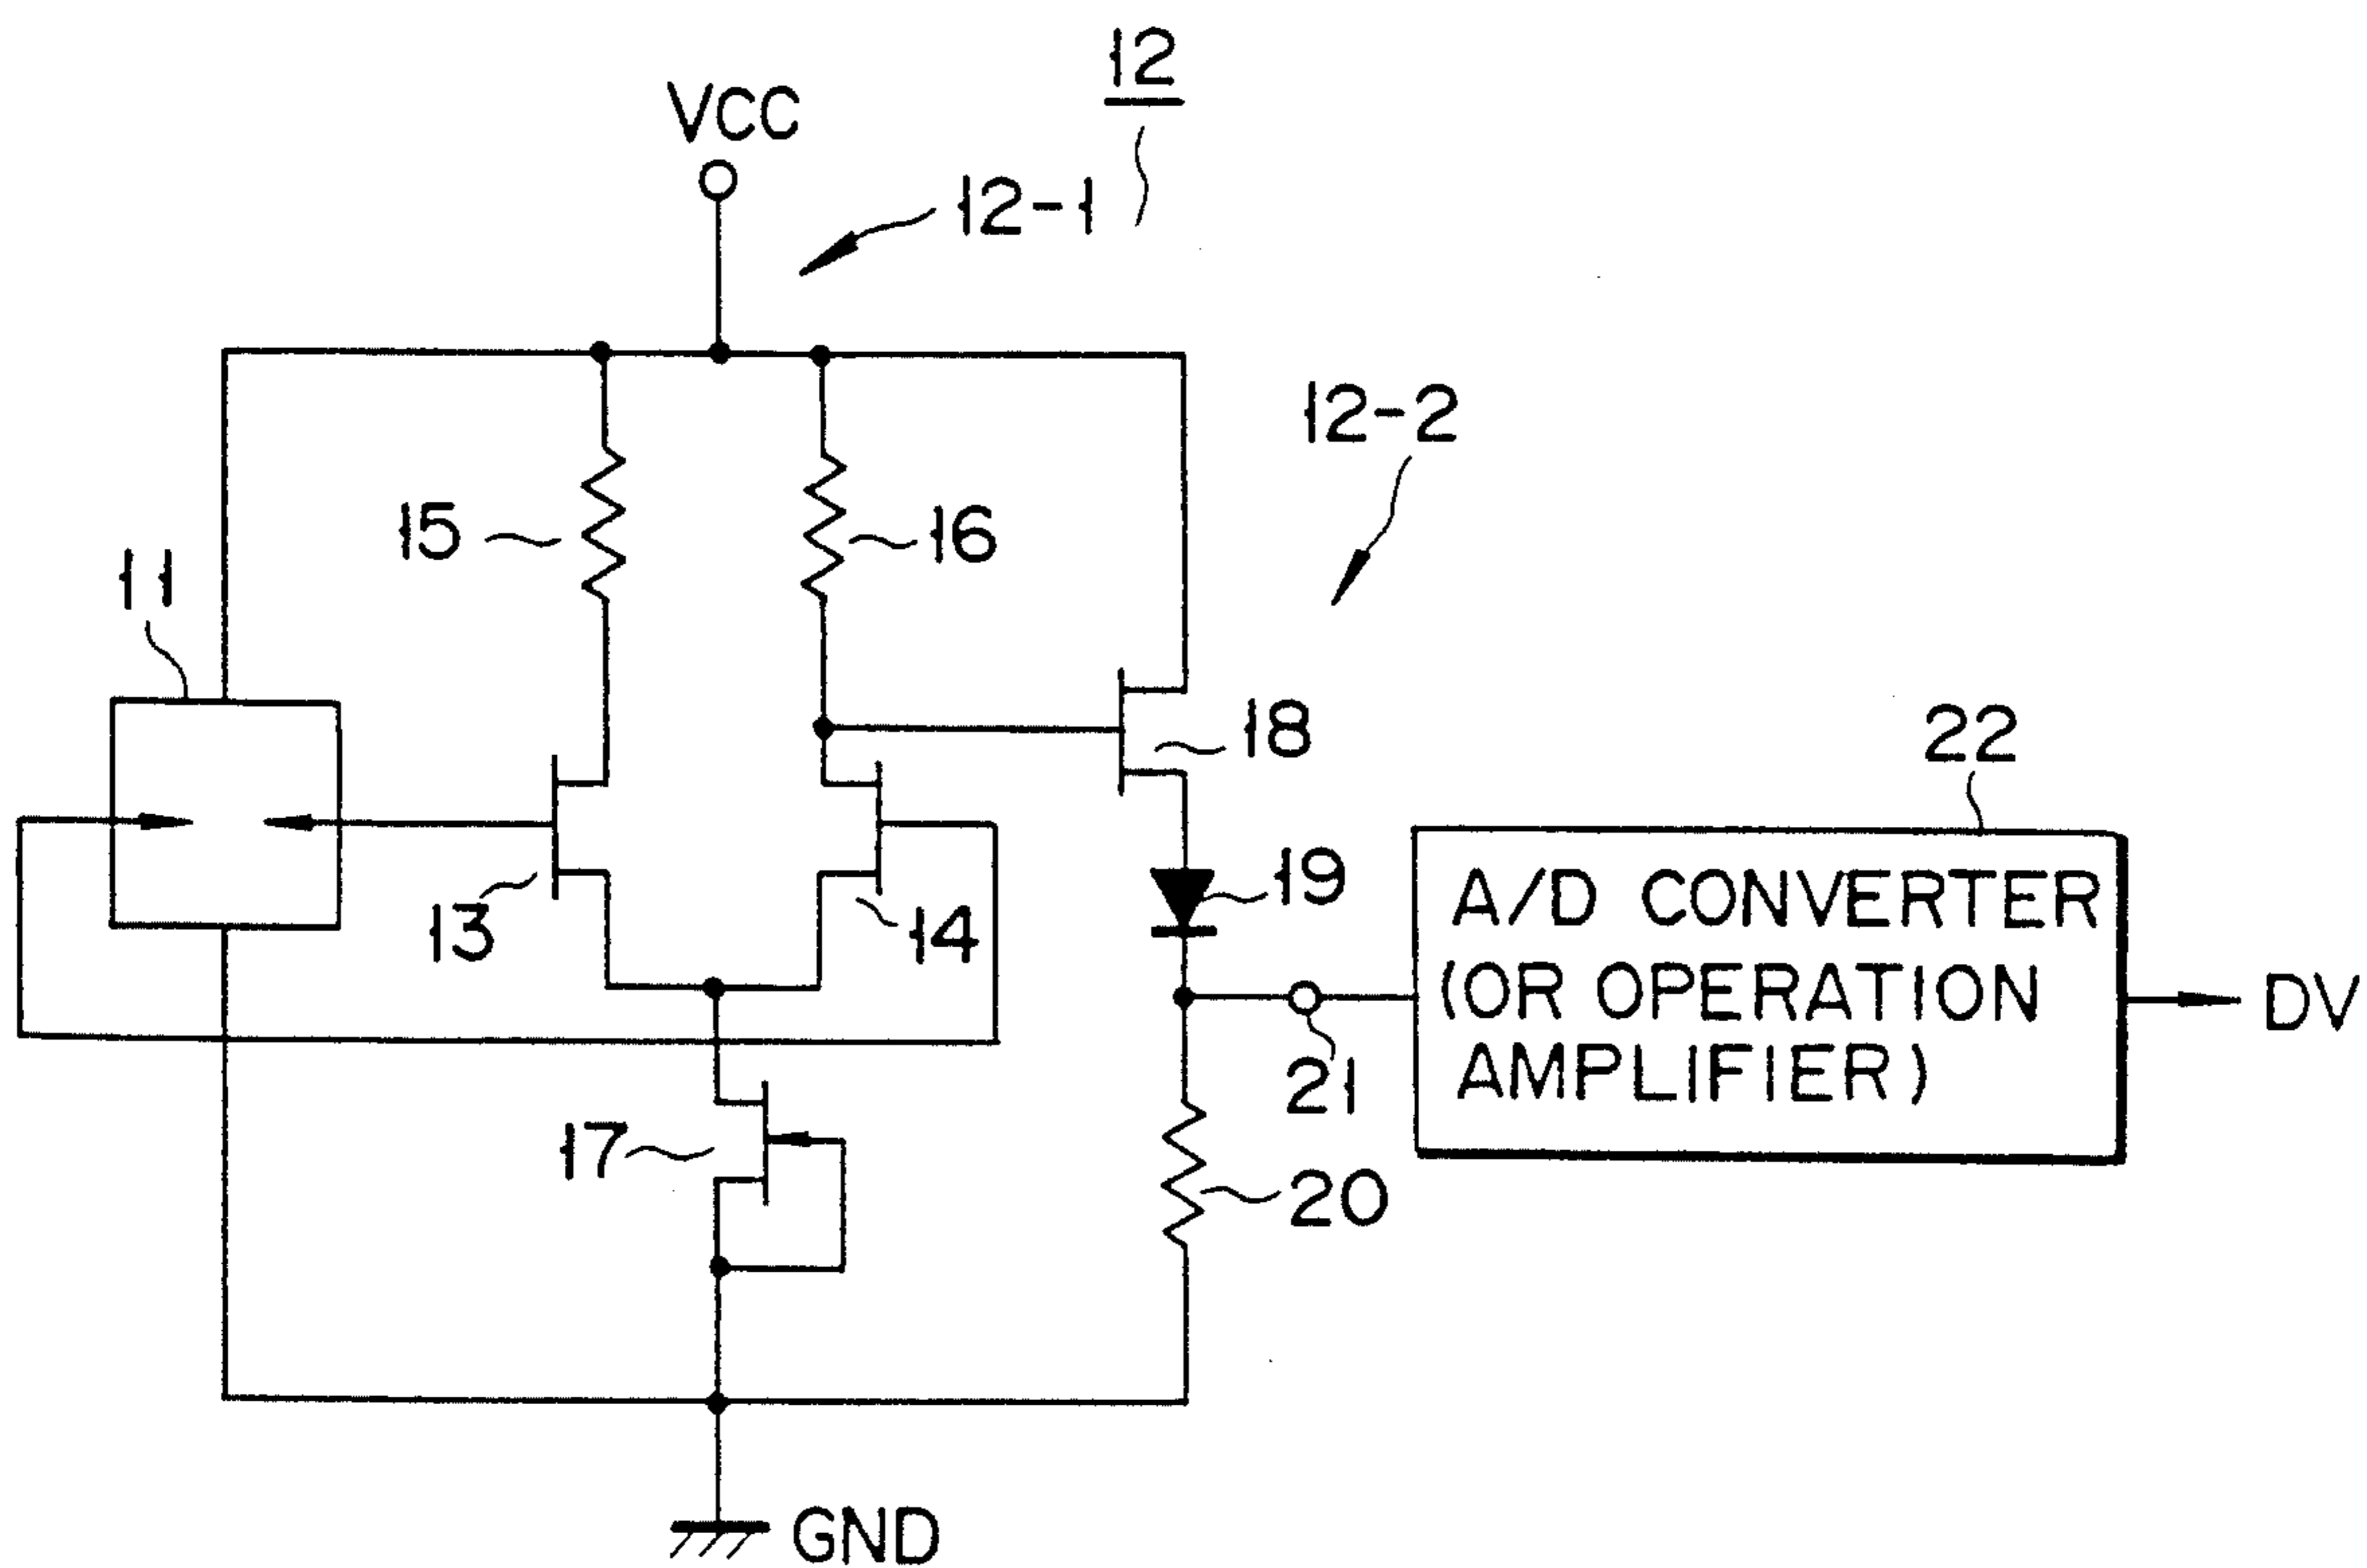 12
VCC
12-1
12-2
15
16
11
18
22
19
A/D CONVERTER
(OR OPERATION
AMPLIFIER)
13
14
DV
21
17
20
GND